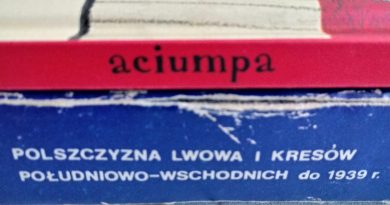 aciumpa
POLSZCZYZNA LWOWA I KRESÓW
POŁUDNIOWO-WSCHODNICH do 1939 r.